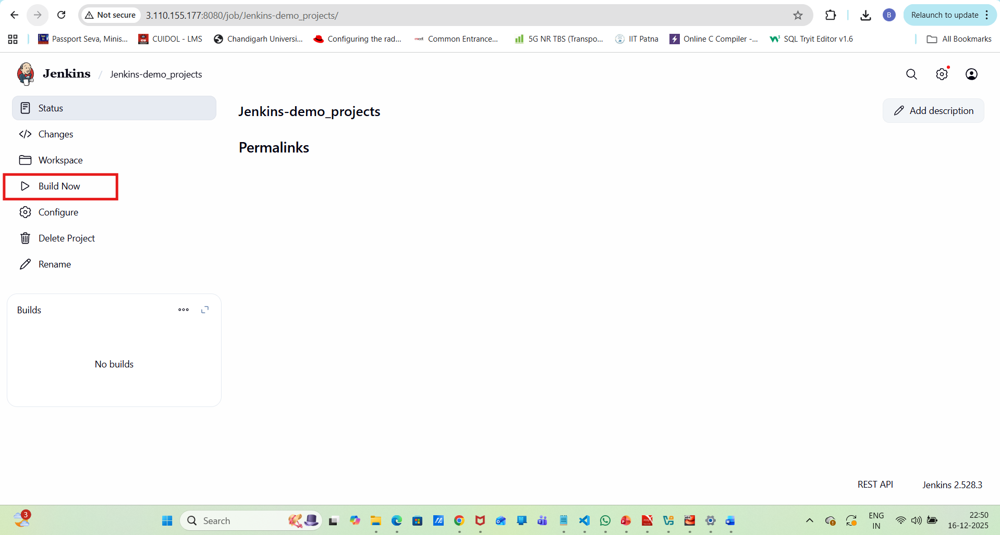 Not secure 3.110.155.177:8080/job/Jenkins-demo_projects/ B Relaunch to update
Passport Seva, Minis... CUIDOL - LMS Chandigarh Universi... Configuring the rad... Common Entrance... 5G NR TBS (Transpo... IIT Patna Online C Compiler -... SQL Tryit Editor v1.6 All Bookmarks
Jenkins / Jenkins-demo_projects
Status
Changes
Workspace
Build Now
Configure
Delete Project
Rename
Jenkins-demo_projects
Add description
Permalinks
Builds
No builds
REST API Jenkins 2.528.3
3
Search
ENG
IN
22:50
16-12-2025